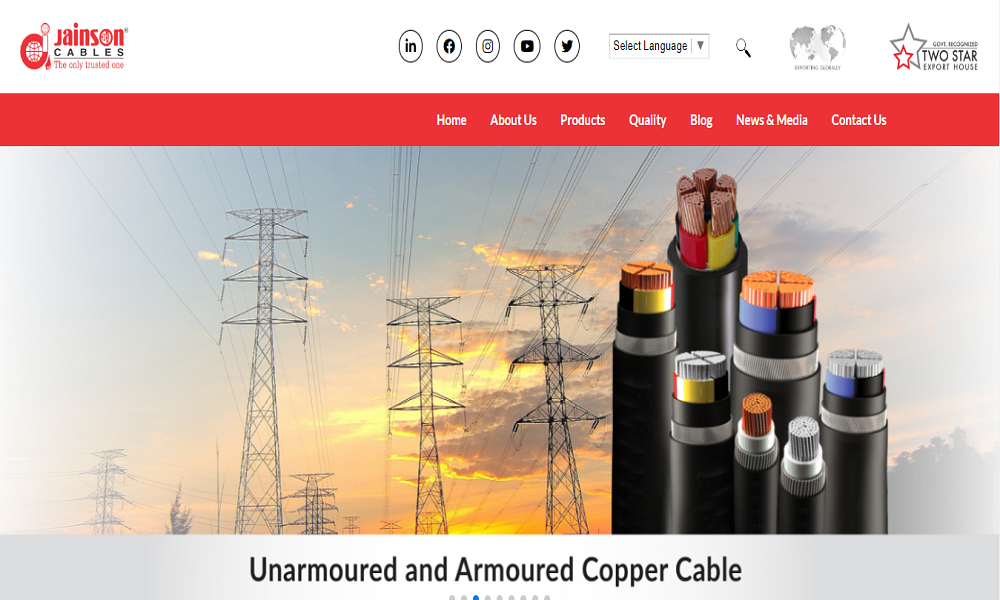 Jainson®
CABLES
The only trusted one
Select Language ▼
EXPORTING GLOBALLY
GOVT. RECOGNIZED
TWO STAR
EXPORT HOUSE
Home About Us Products Quality Blog News & Media Contact Us
Unarmoured and Armoured Copper Cable